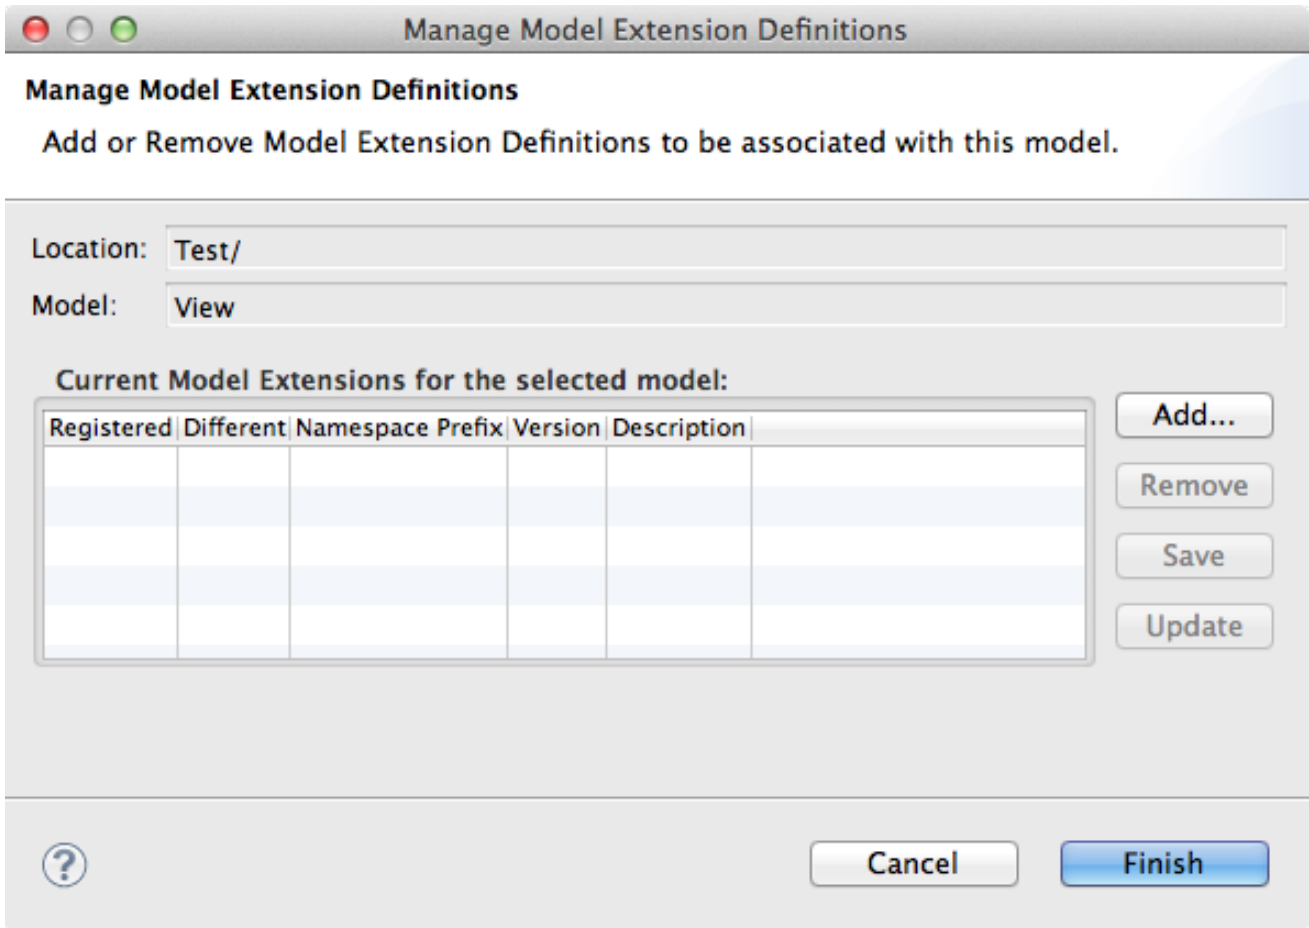 Manage Model Extension Definitions
Manage Model Extension Definitions
Add or Remove Model Extension Definitions to be associated with this model.
Location: Test/
Model: View
Current Model Extensions for the selected model:
Registered Different Namespace Prefix Version Description
Add...
Remove
Save
Update
? Cancel Finish